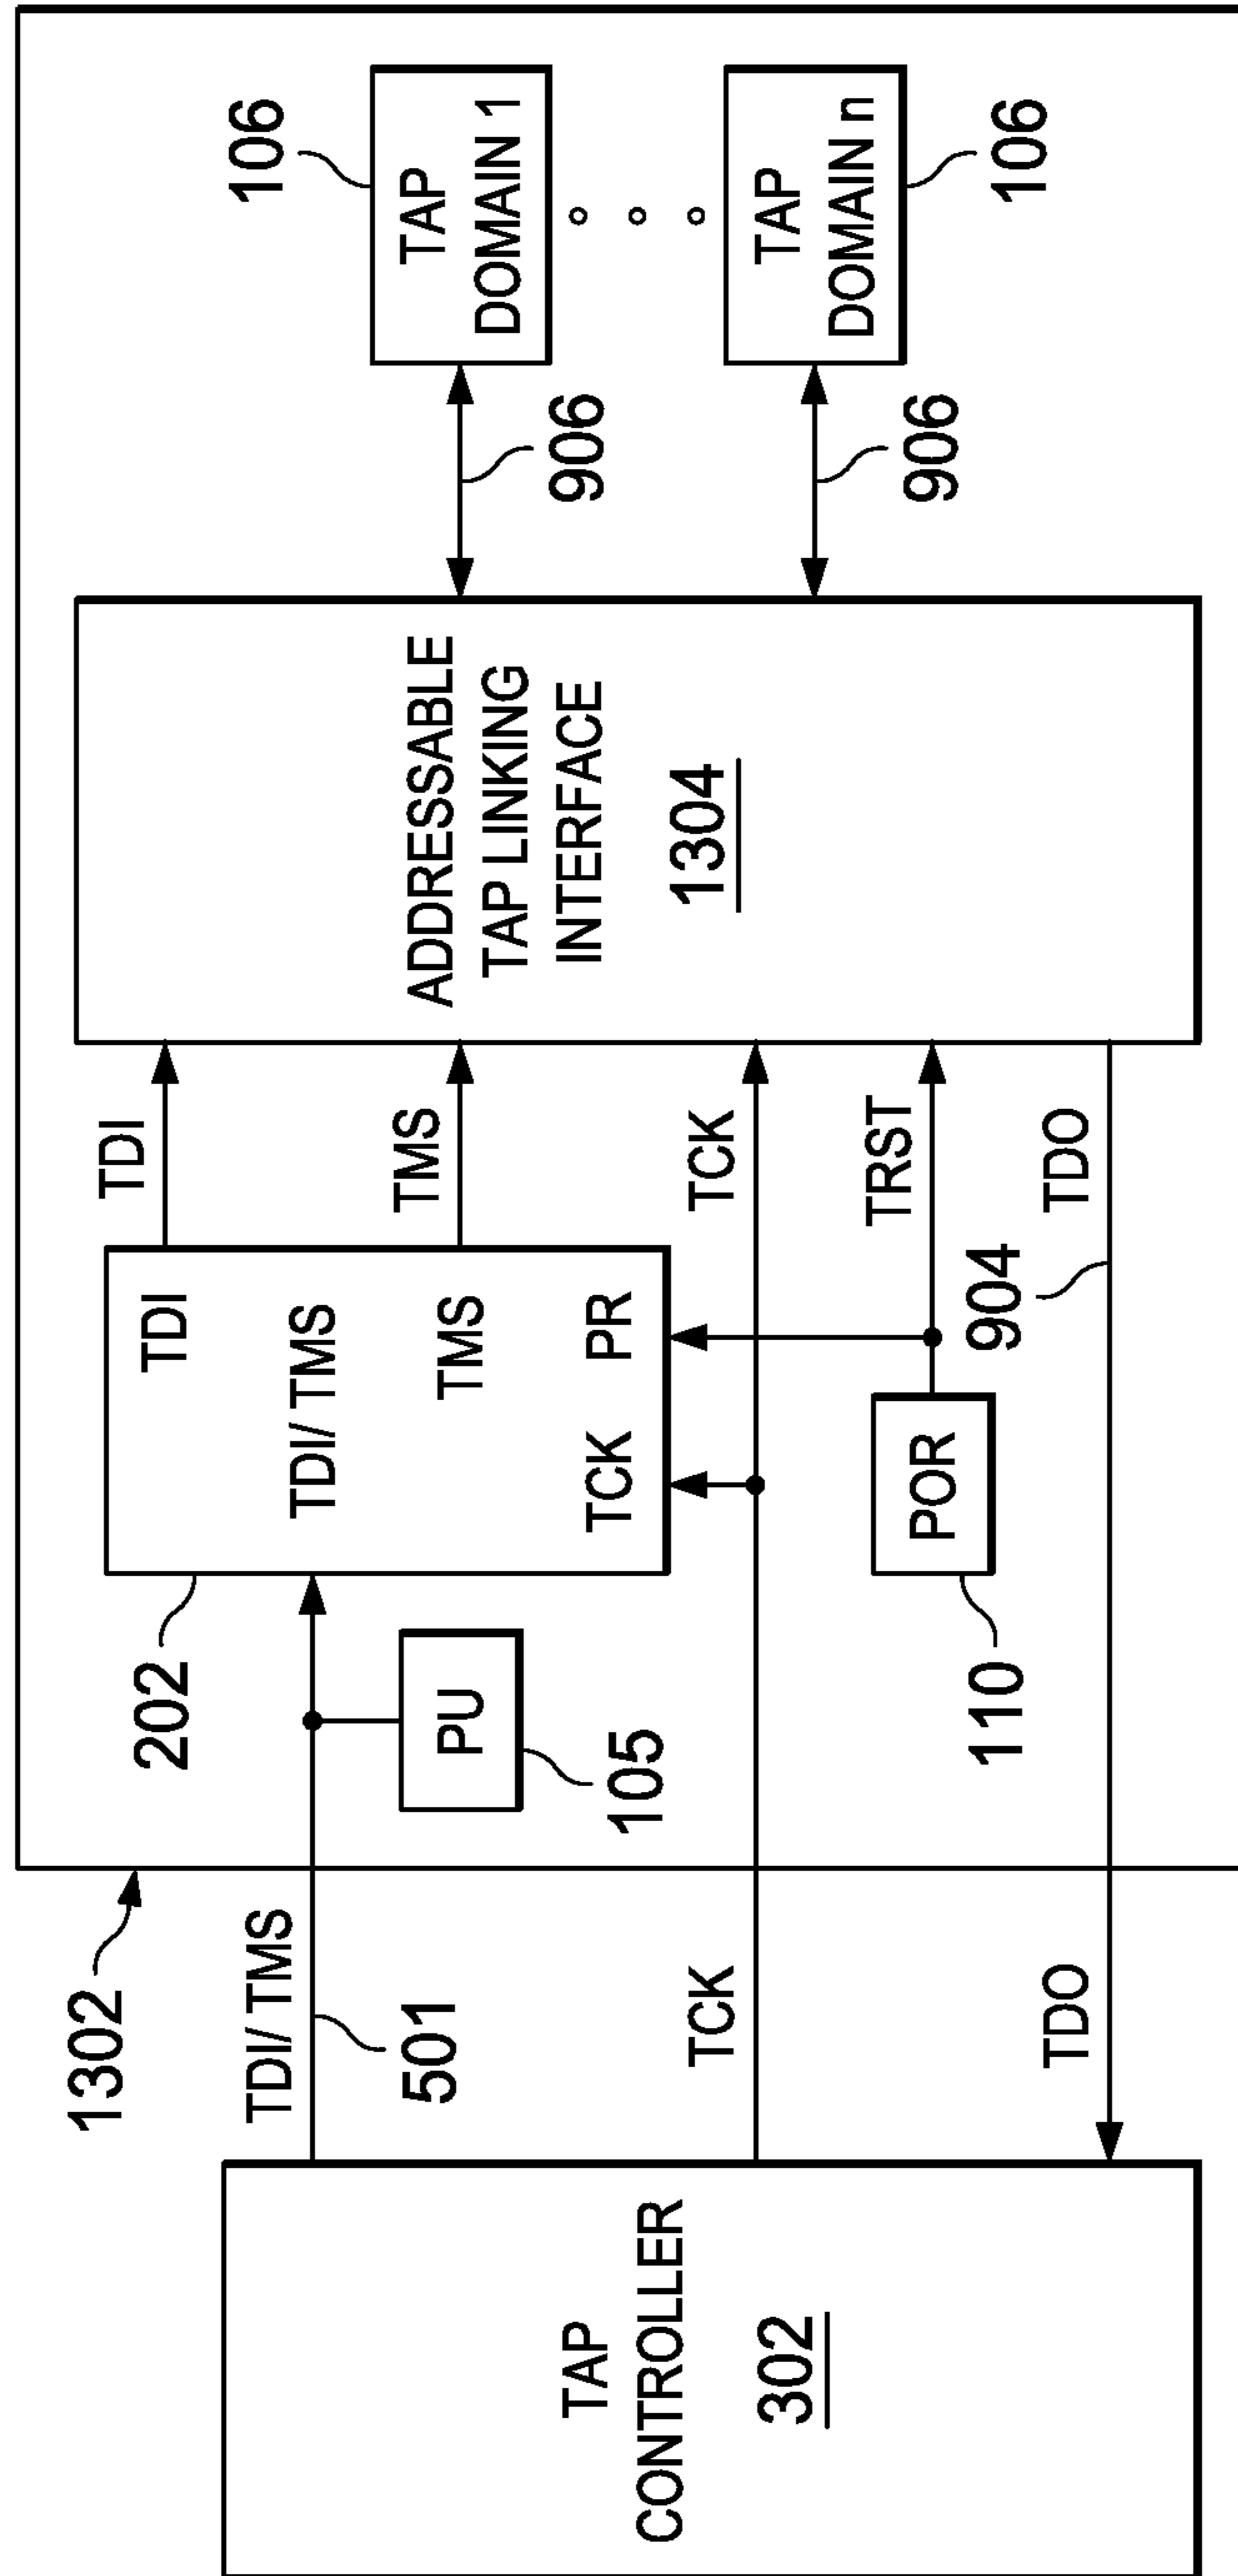 1302
TDI/ TMS
501
TCK
TDO
TAP
CONTROLLER
302
202
PU
105
TDI
TDI/ TMS
TMS
TCK
PR
POR
110
TDI
TMS
TCK
TRST
904
TDO
ADDRESSABLE
TAP LINKING
INTERFACE
1304
906
906
106
TAP
DOMAIN 1
TAP
DOMAIN n
106